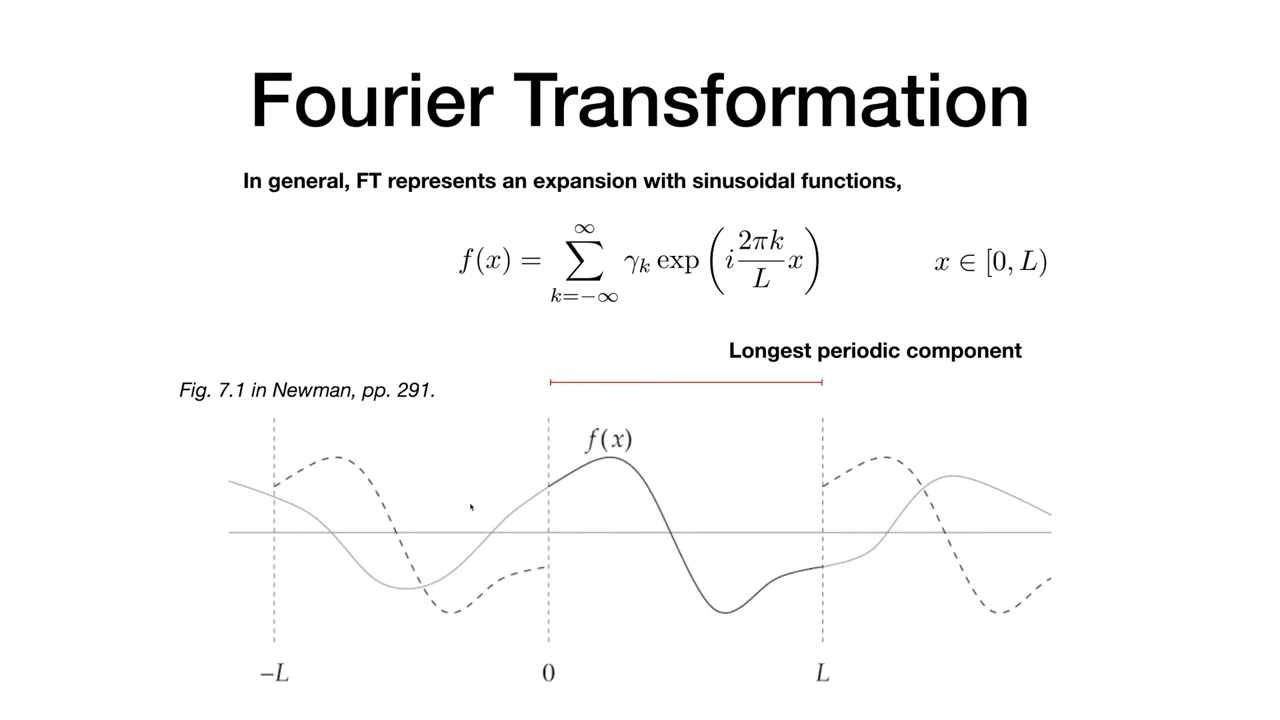 Fourier Transformation
In general, FT represents an expansion with sinusoidal functions,
f(x) = ∑_{k=−∞}^{∞} γ_k exp(i 2πk/L x)    x ∈ [0, L)
Longest periodic component
Fig. 7.1 in Newman, pp. 291.
f(x)
−L 0 L